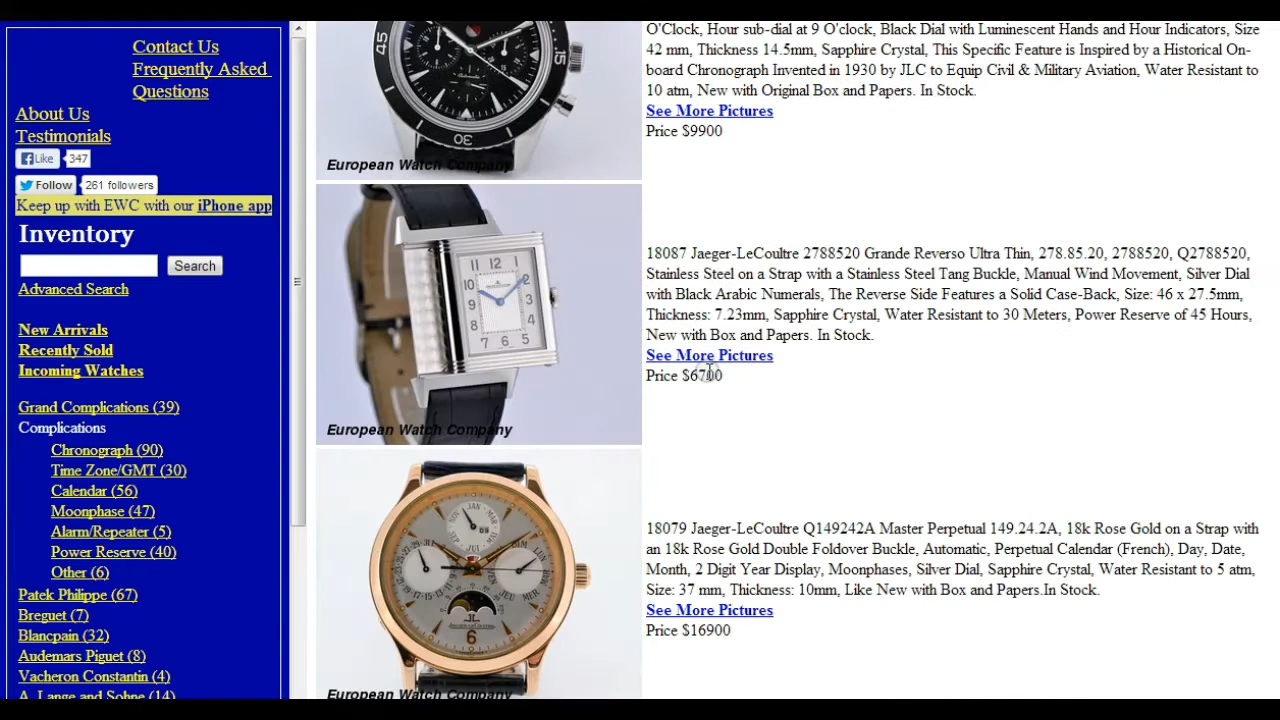 Contact Us
Frequently Asked
Questions
About Us
Testimonials
Like 347
Follow 261 followers
Keep up with EWC with our iPhone app
Inventory
Search
Advanced Search
New Arrivals
Recently Sold
Incoming Watches
Grand Complications (39)
Complications
Chronograph (90)
Time Zone/GMT (30)
Calendar (56)
Moonphase (47)
Alarm/Repeater (5)
Power Reserve (40)
Other (6)
Patek Philippe (67)
Breguet (7)
Blancpain (32)
Audemars Piguet (8)
Vacheron Constantin (4)
A. Lange and Sohne (14)
45
15
30
European Watch Company
O'Clock, Hour sub-dial at 9 O'clock, Black Dial with Luminescent Hands and Hour Indicators, Size
42 mm, Thickness 14.5mm, Sapphire Crystal, This Specific Feature is Inspired by a Historical On-
board Chronograph Invented in 1930 by JLC to Equip Civil & Military Aviation, Water Resistant to
10 atm, New with Original Box and Papers. In Stock.
See More Pictures
Price $9900
European Watch Company
18087 Jaeger-LeCoultre 2788520 Grande Reverso Ultra Thin, 278.85.20, 2788520, Q2788520,
Stainless Steel on a Strap with a Stainless Steel Tang Buckle, Manual Wind Movement, Silver Dial
with Black Arabic Numerals, The Reverse Side Features a Solid Case-Back, Size: 46 x 27.5mm,
Thickness: 7.23mm, Sapphire Crystal, Water Resistant to 30 Meters, Power Reserve of 45 Hours,
New with Box and Papers. In Stock.
See More Pictures
Price $6700
European Watch Company
18079 Jaeger-LeCoultre Q149242A Master Perpetual 149.24.2A, 18k Rose Gold on a Strap with
an 18k Rose Gold Double Foldover Buckle, Automatic, Perpetual Calendar (French), Day, Date,
Month, 2 Digit Year Display, Moonphases, Silver Dial, Sapphire Crystal, Water Resistant to 5 atm,
Size: 37 mm, Thickness: 10mm, Like New with Box and Papers.In Stock.
See More Pictures
Price $16900